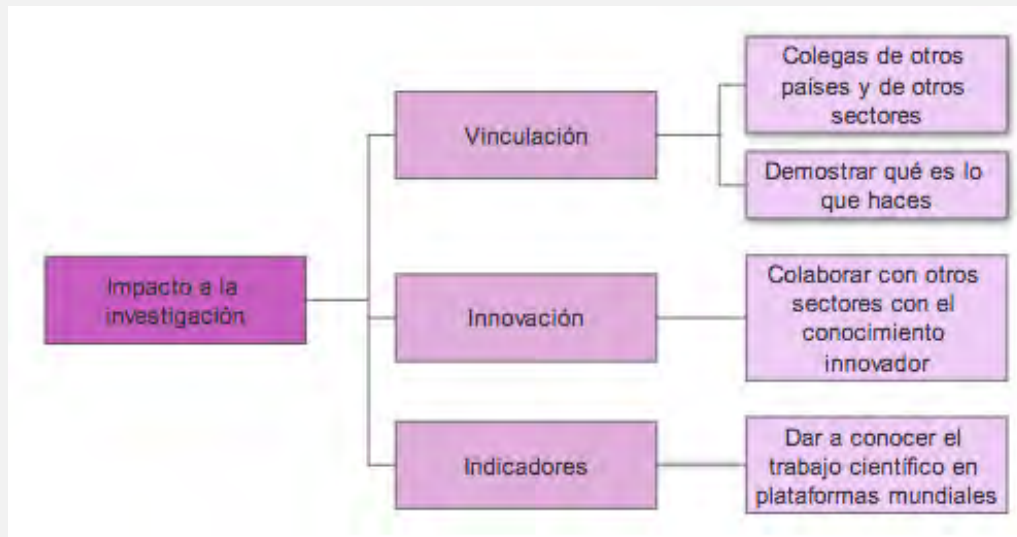 Impacto a la
investigación
Vinculación
Colegas de otros
países y de otros
sectores
Demostrar qué es lo
que haces
Innovación
Colaborar con otros
sectores con el
conocimiento
innovador
Indicadores
Dar a conocer el
trabajo científico en
plataformas mundiales